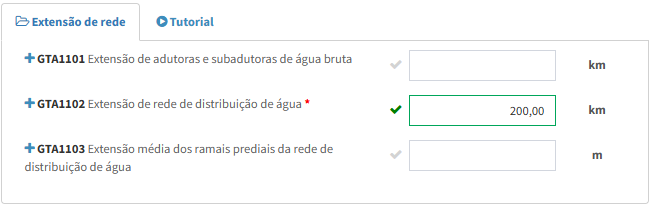 Extensão de rede Tutorial
GTA1101 Extensão de adutoras e subadutoras de água bruta km
GTA1102 Extensão de rede de distribuição de água * 200,00 km
GTA1103 Extensão média dos ramais prediais da rede de m
distribuição de água